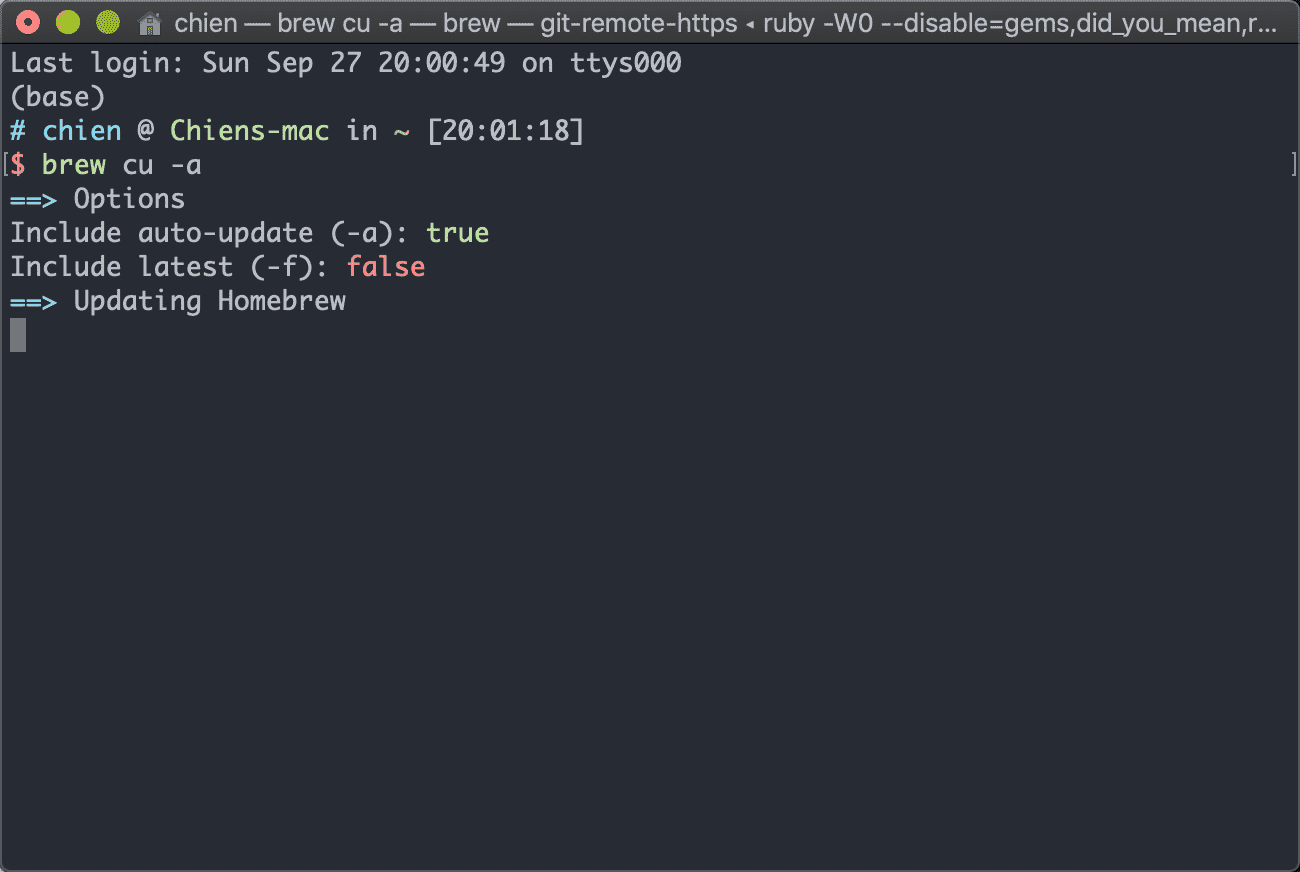 chien — brew cu -a — brew — git-remote-https ◂ ruby -W0 --disable=gems,did_you_mean,r...
Last login: Sun Sep 27 20:00:49 on ttys000
(base)
# chien @ Chiens-mac in ~ [20:01:18]
$ brew cu -a
==> Options
Include auto-update (-a): true
Include latest (-f): false
==> Updating Homebrew